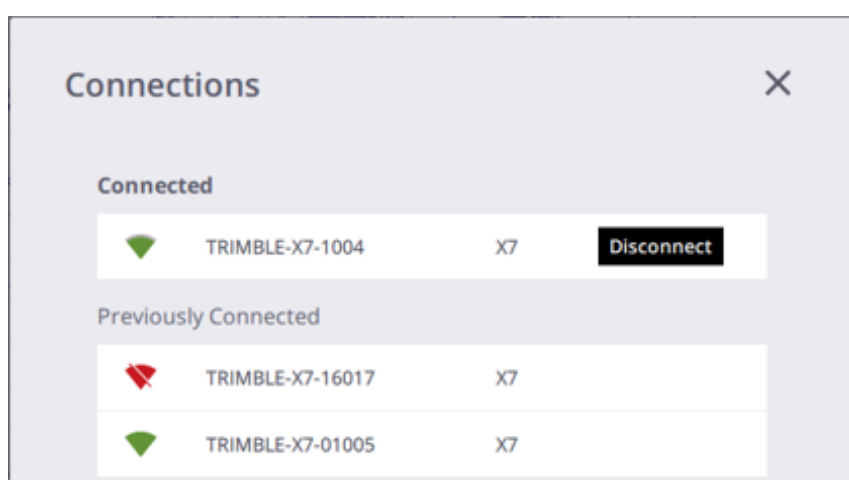 Connections
Connected
TRIMBLE-X7-1004 X7 Disconnect
Previously Connected
TRIMBLE-X7-16017 X7
TRIMBLE-X7-01005 X7